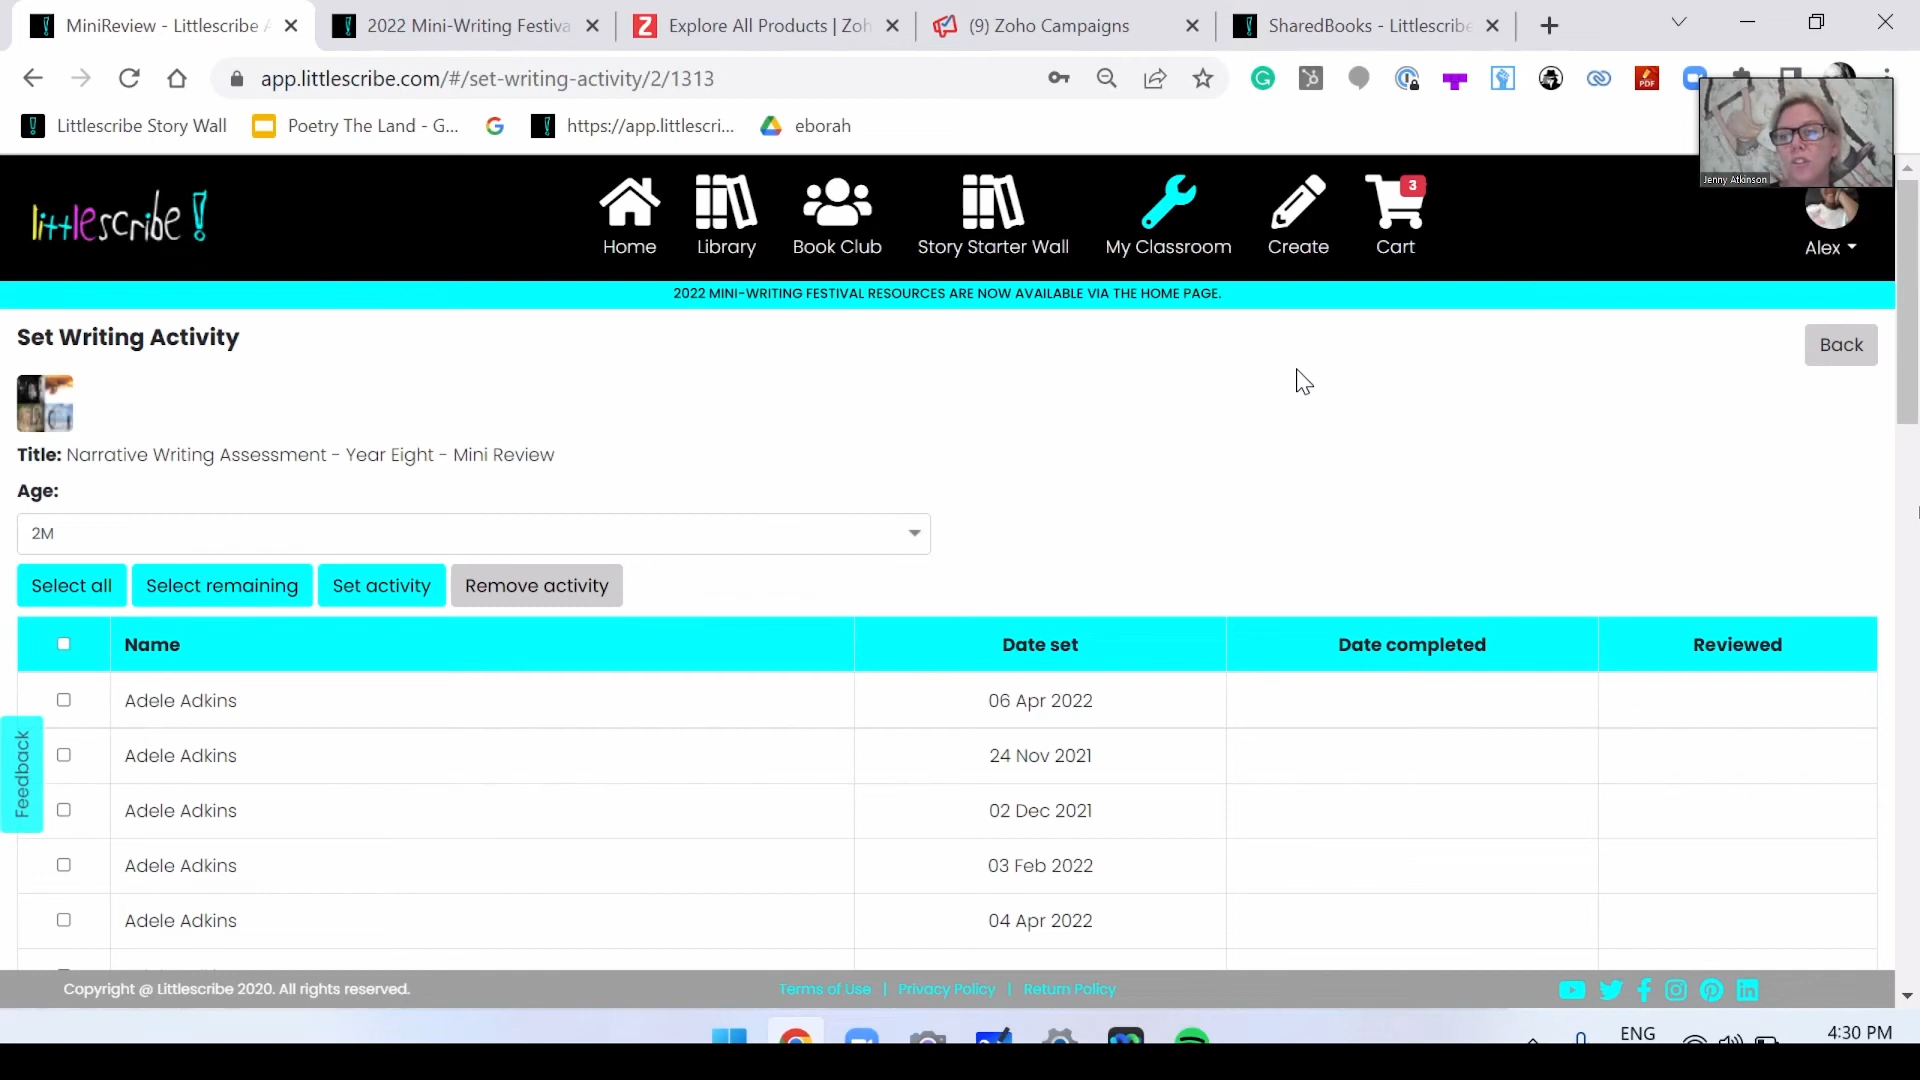 MiniReview - Littlescribe
2022 Mini-Writing Festiva
Explore All Products | Zoh
(9) Zoho Campaigns
SharedBooks - Littlescribe
app.littlescribe.com/#/set-writing-activity/2/1313
Littlescribe Story Wall
Poetry The Land - G...
https://app.littlescri...
eborah
PDF
Jenny Atkinson
littlescribe!
Home
Library
Book Club
Story Starter Wall
My Classroom
Create
3
Cart
Alex
2022 MINI-WRITING FESTIVAL RESOURCES ARE NOW AVAILABLE VIA THE HOME PAGE.
Set Writing Activity
Back
Title: Narrative Writing Assessment - Year Eight - Mini Review
Age:
2M
Select all Select remaining Set activity Remove activity
Name Date set Date completed Reviewed
Adele Adkins 06 Apr 2022
Adele Adkins 24 Nov 2021
Adele Adkins 02 Dec 2021
Adele Adkins 03 Feb 2022
Adele Adkins 04 Apr 2022
Feedback
Copyright @ Littlescribe 2020. All rights reserved.
Terms of Use | Privacy Policy | Return Policy
ENG
4:30 PM